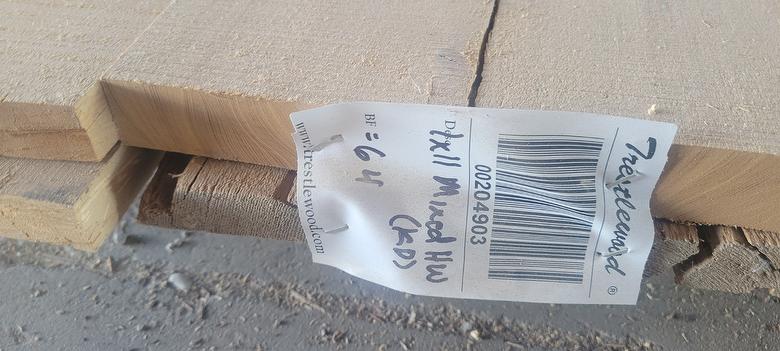 Trestlewood ®
00204903
1x11 Mixed HW
(KD)
BF = 64
www.trestlewood.com